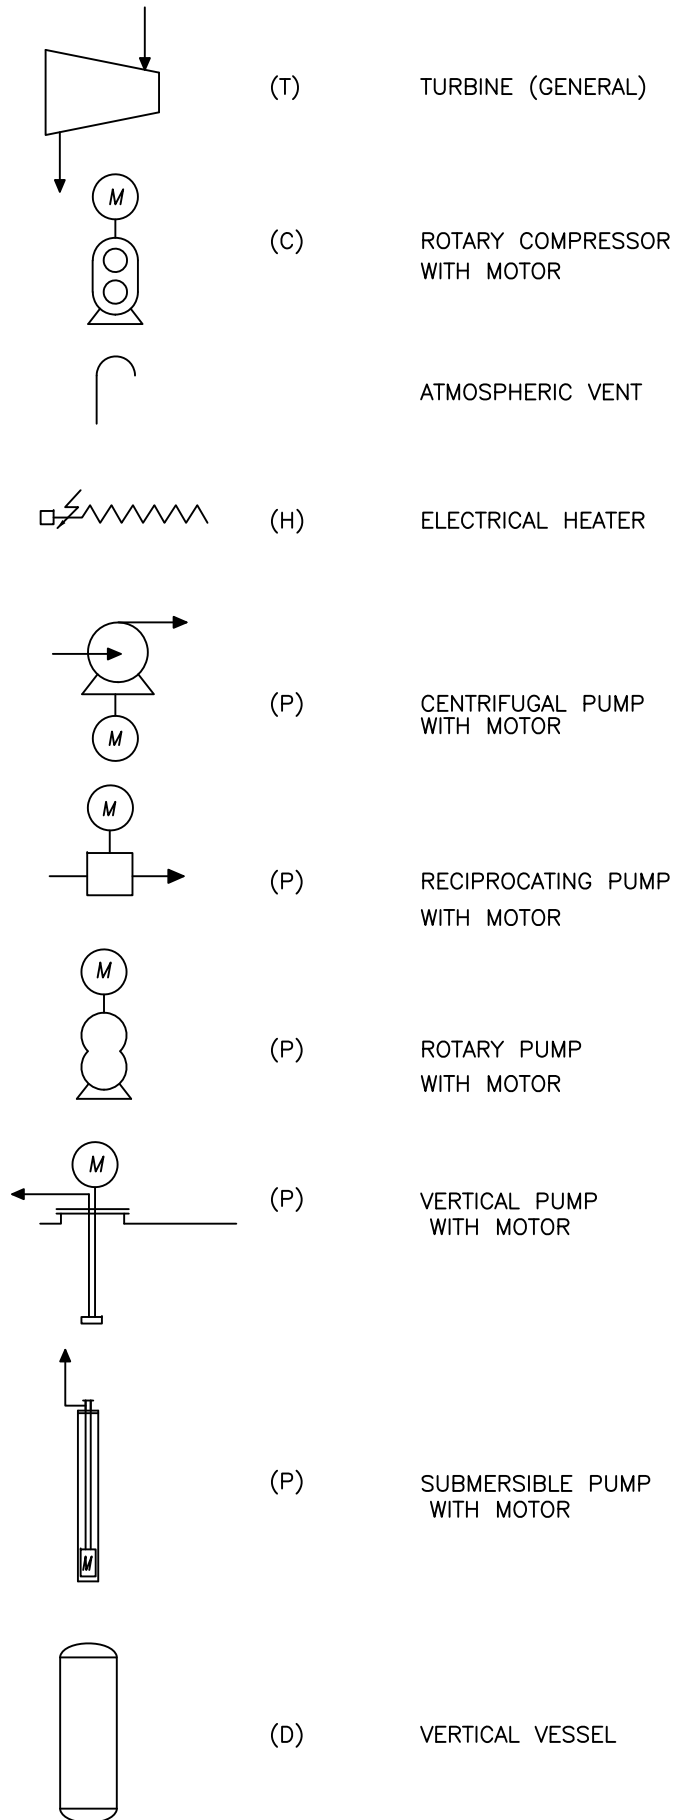 (T) TURBINE (GENERAL)
M
(C) ROTARY COMPRESSOR
WITH MOTOR
ATMOSPHERIC VENT
(H) ELECTRICAL HEATER
(P) CENTRIFUGAL PUMP
WITH MOTOR
M
M
(P) RECIPROCATING PUMP
WITH MOTOR
M
(P) ROTARY PUMP
WITH MOTOR
M
(P) VERTICAL PUMP
WITH MOTOR
(P) SUBMERSIBLE PUMP
WITH MOTOR
M
(D) VERTICAL VESSEL